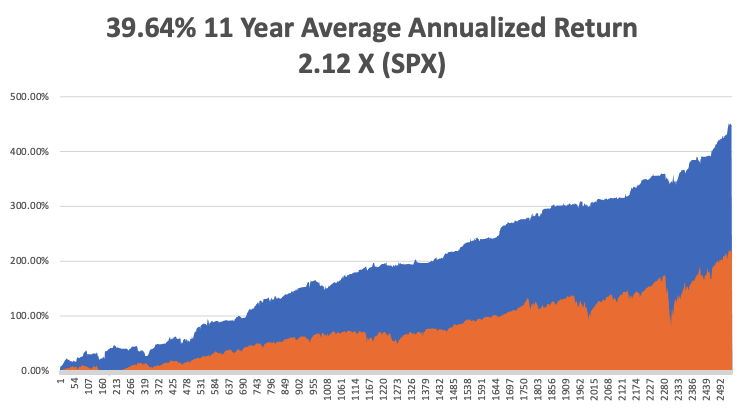 39.64% 11 Year Average Annualized Return
2.12 X (SPX)
500.00%
400.00%
300.00%
200.00%
100.00%
0.00%
1 54 107 160 213 266 319 372 425 478 531 584 637 690 743 796 849 902 955 1008 1061 1114 1167 1220 1273 1326 1379 1432 1485 1538 1591 1644 1697 1750 1803 1856 1909 1962 2015 2068 2121 2174 2227 2280 2333 2386 2439 2492